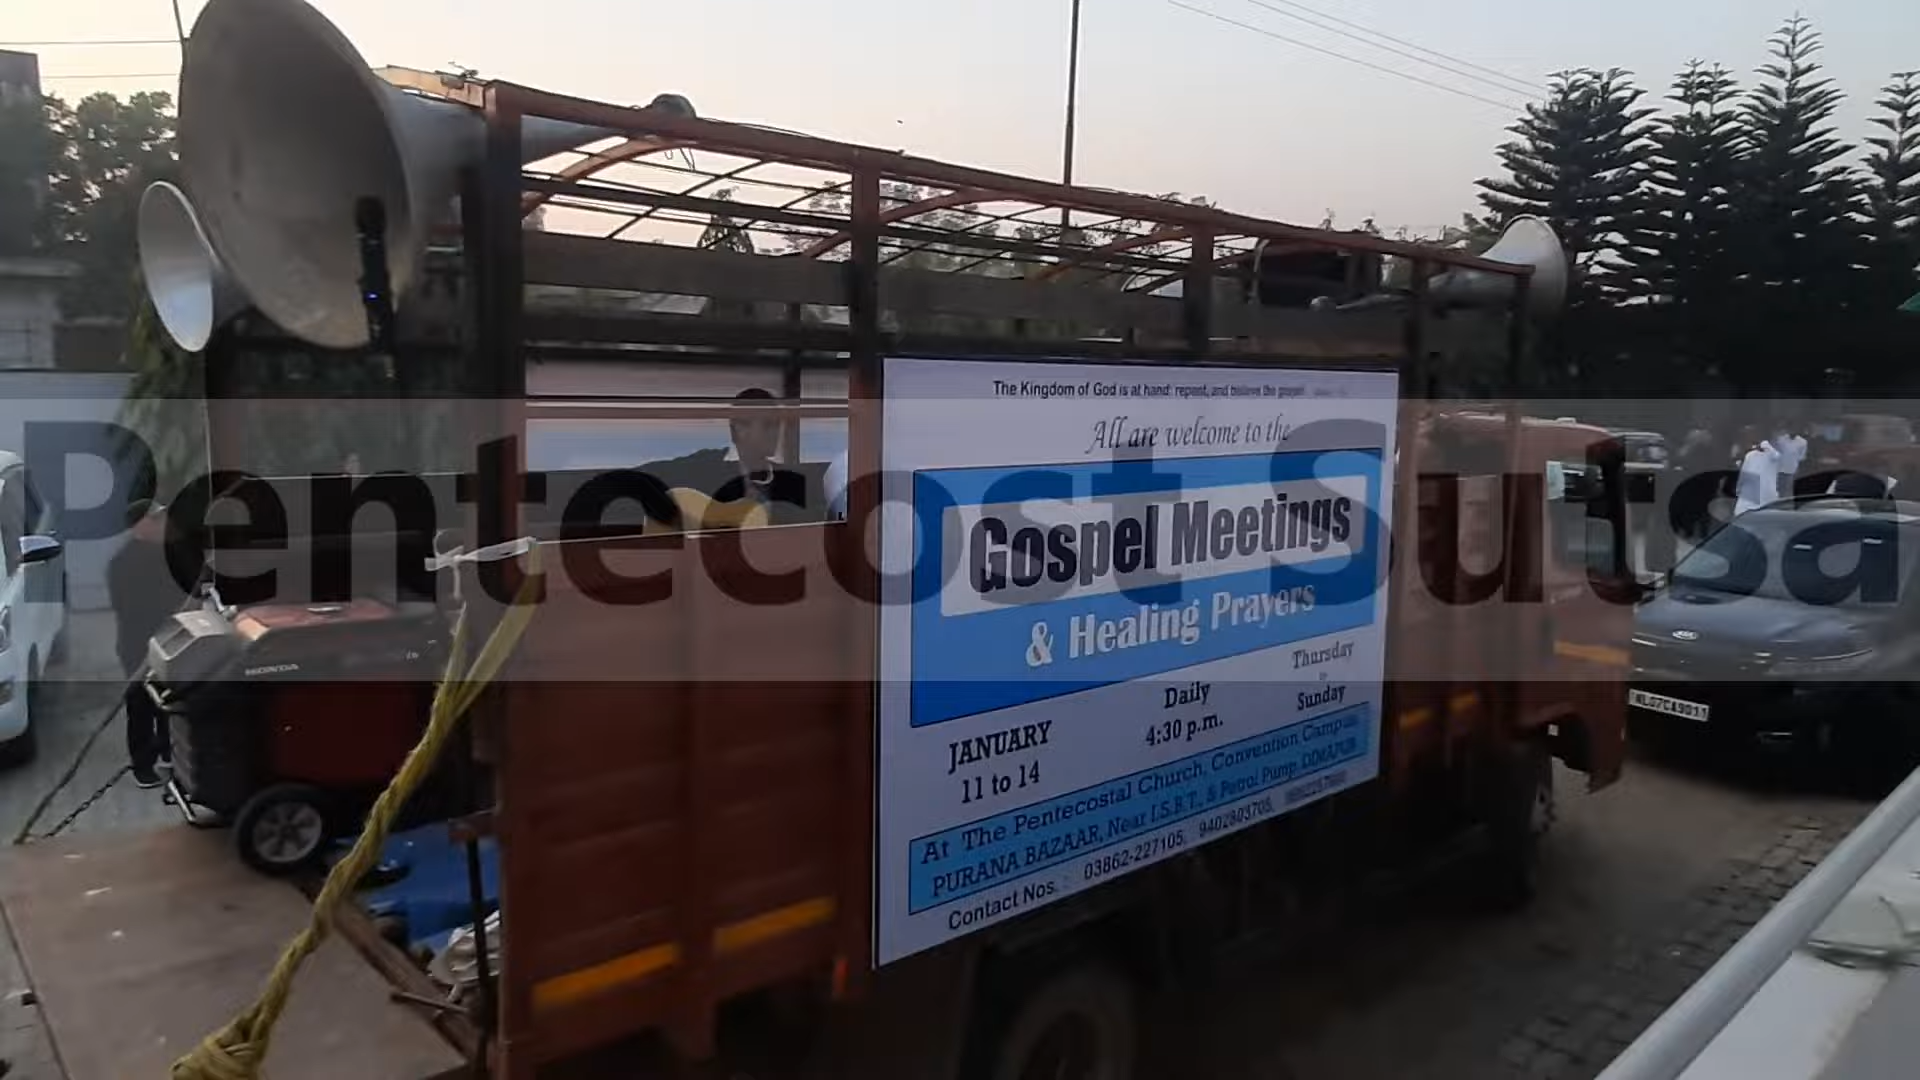 The Kingdom of God is at hand: repent, and believe the gospel
All are welcome to the
Gospel Meetings
& Healing Prayers
JANUARY
11 to 14
Daily
4:30 p.m.
Thursday
to
Sunday
At The Pentecostal Church, Convention Campus
PURANA BAZAAR, Near I.S.B.T., & Petrol Pump, DIMAPUR
Contact Nos. : 03862-227105, 9402803705,
Pentecost Sutsa
HONDA